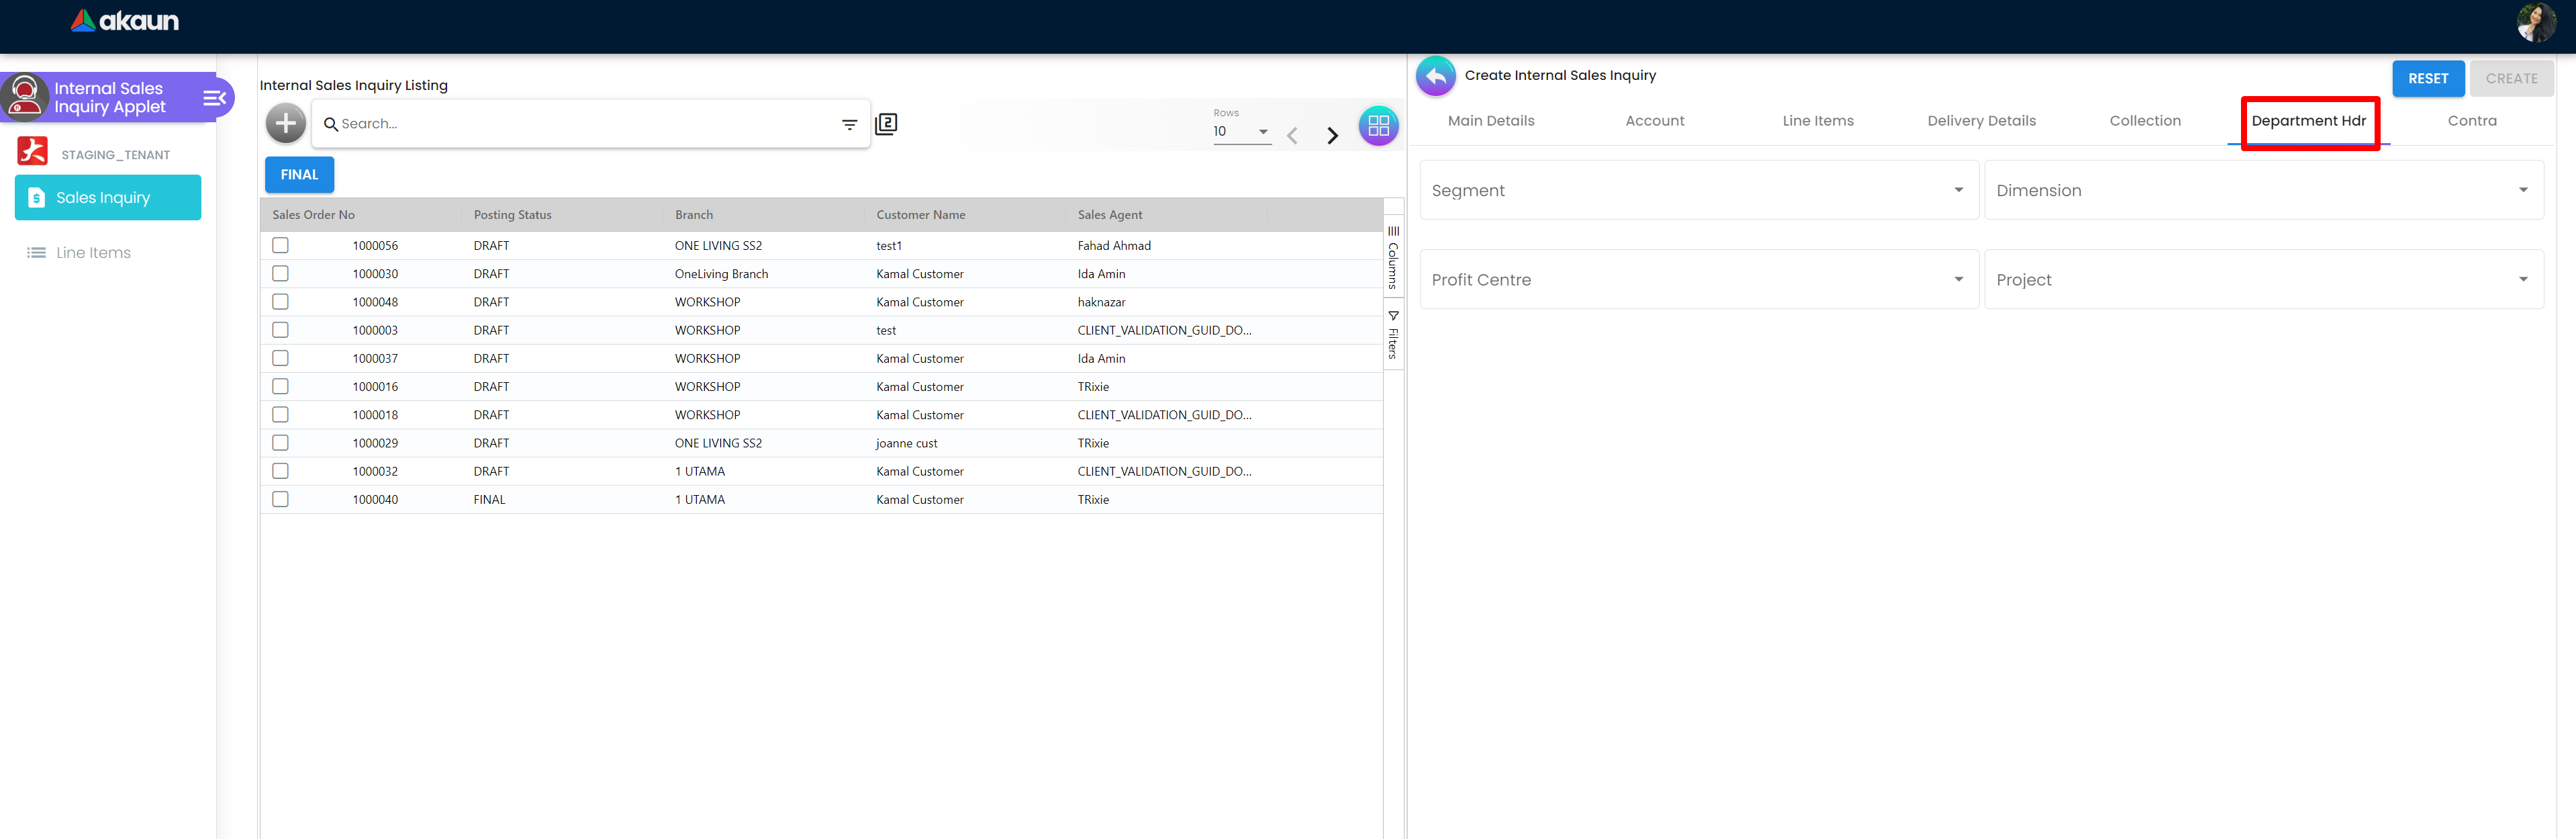 akaun
Internal Sales
Inquiry Applet
STAGING_TENANT
Sales Inquiry
Line Items
Internal Sales Inquiry Listing
Search...
2
Rows
10
FINAL
Sales Order No Posting Status Branch Customer Name Sales Agent
1000056 DRAFT ONE LIVING SS2 test1 Fahad Ahmad
1000030 DRAFT OneLiving Branch Kamal Customer Ida Amin
1000048 DRAFT WORKSHOP Kamal Customer haknazar
1000003 DRAFT WORKSHOP test CLIENT_VALIDATION_GUID_DO...
1000037 DRAFT WORKSHOP Kamal Customer Ida Amin
1000016 DRAFT WORKSHOP Kamal Customer TRixie
1000018 DRAFT WORKSHOP Kamal Customer CLIENT_VALIDATION_GUID_DO...
1000029 DRAFT ONE LIVING SS2 joanne cust TRixie
1000032 DRAFT 1 UTAMA Kamal Customer CLIENT_VALIDATION_GUID_DO...
1000040 FINAL 1 UTAMA Kamal Customer TRixie
Columns
Filters
Create Internal Sales Inquiry
RESET CREATE
Main Details Account Line Items Delivery Details Collection Department Hdr Contra
Segment Dimension
Profit Centre Project